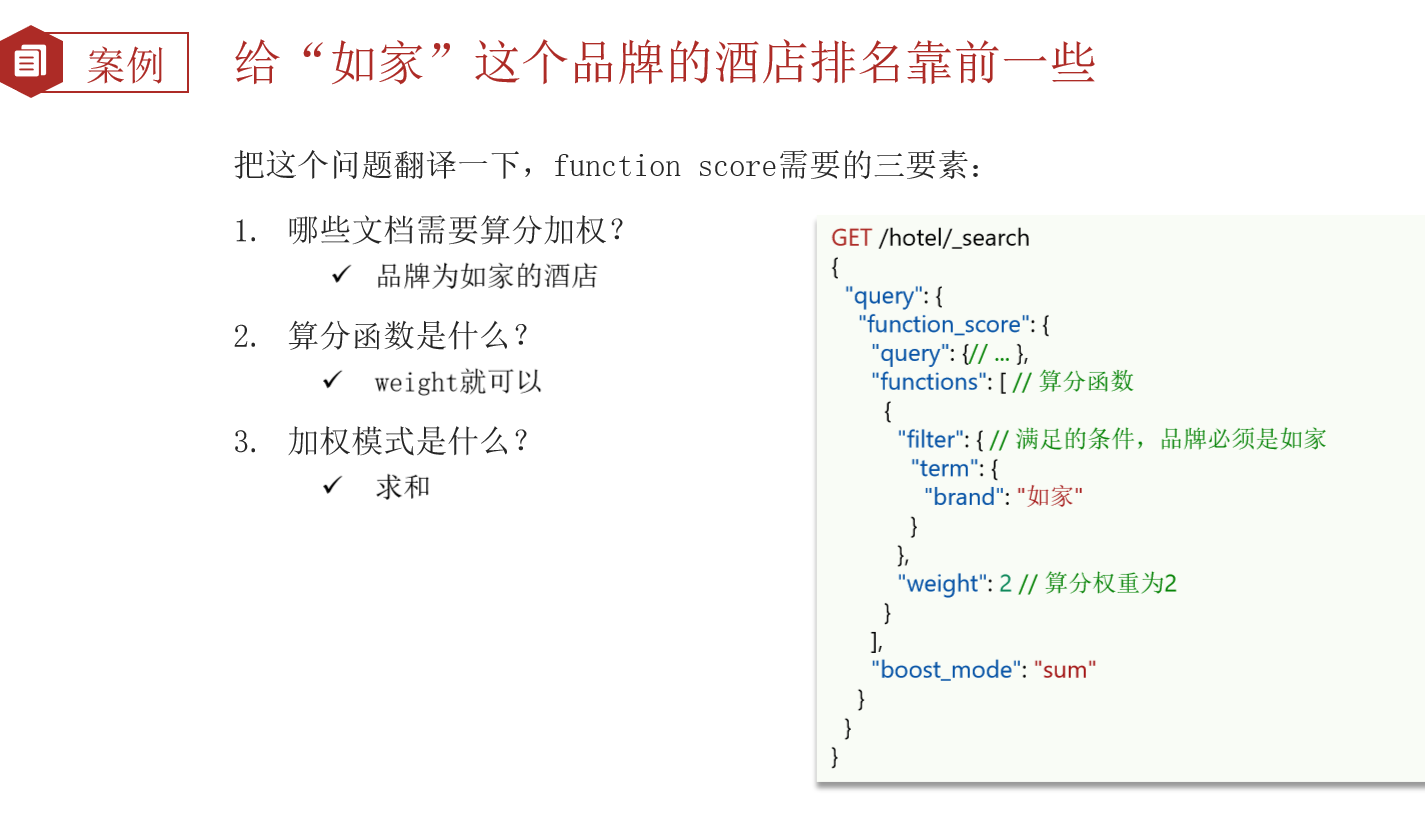 案例
给“如家”这个品牌的酒店排名靠前一些
把这个问题翻译一下，function score需要的三要素：
1. 哪些文档需要算分加权？
✓ 品牌为如家的酒店
2. 算分函数是什么？
✓ weight就可以
3. 加权模式是什么？
✓ 求和
GET /hotel/_search
{
"query": {
"function_score": {
"query": {// ... },
"functions": [ // 算分函数
{
"filter": { // 满足的条件，品牌必须是如家
"term": {
"brand": "如家"
}
},
"weight": 2 // 算分权重为2
}
],
"boost_mode": "sum"
}
}
}